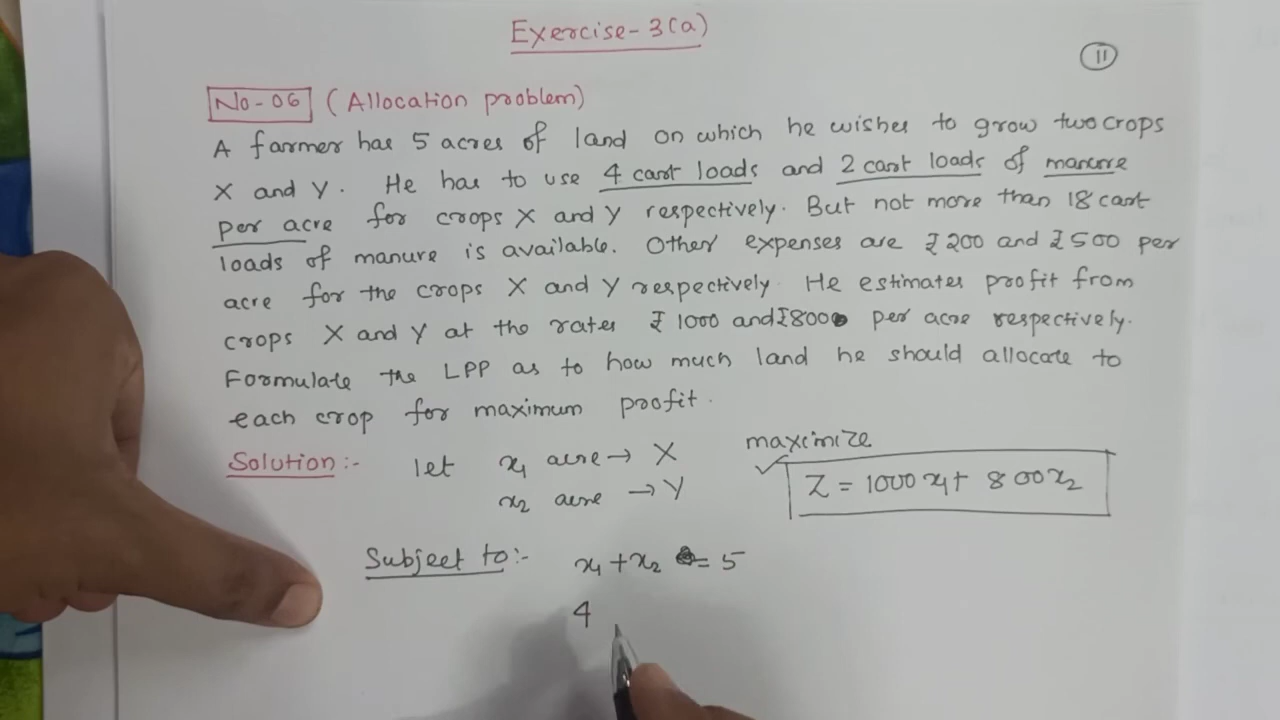 Exercise-3(a)
11
No-06 (Allocation problem)
A farmer has 5 acres of land on which he wishes to grow two crops
X and Y. He has to use 4 cart loads and 2 cart loads of manure
per acre for crops X and Y respectively. But not more than 18 cart
loads of manure is available. Other expenses are ₹200 and ₹500 per
acre for the crops X and Y respectively. He estimates profit from
crops X and Y at the rates ₹1000 and ₹800 per acre respectively.
Formulate the LPP as to how much land he should allocate to
each crop for maximum profit.
Solution:- let x₁ acre → X
x₂ acre → Y
maximize
Z = 1000x₁ + 800x₂
Subject to:- x₁ + x₂ = 5
4